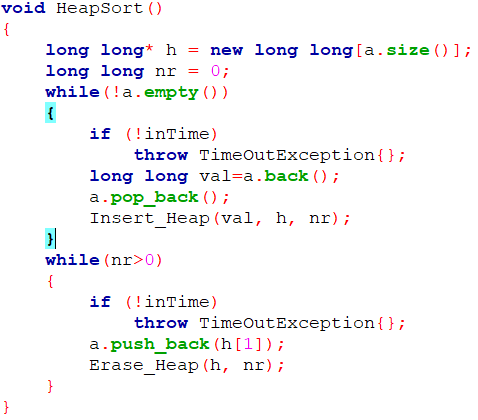 void HeapSort()
{
    long long* h = new long long[a.size()];
    long long nr = 0;
    while(!a.empty())
    {
        if (!inTime)
            throw TimeOutException{};
        long long val=a.back();
        a.pop_back();
        Insert_Heap(val, h, nr);
    }
    while(nr>0)
    {
        if (!inTime)
            throw TimeOutException{};
        a.push_back(h[1]);
        Erase_Heap(h, nr);
    }
}